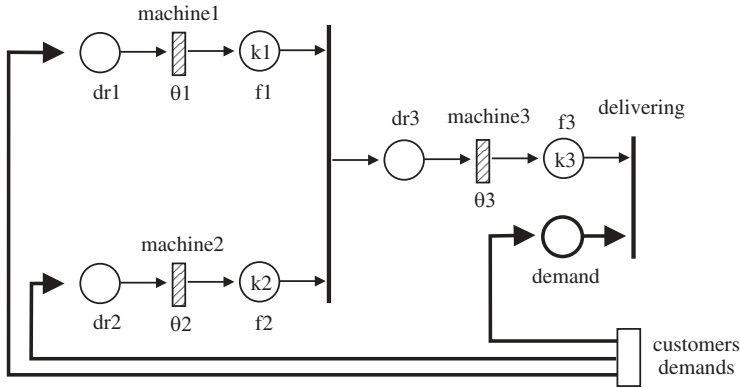 machine1
k1
dr1
θ1
f1
dr3
machine3
f3
delivering
k3
θ3
machine2
k2
dr2
θ2
f2
demand
customers
demands